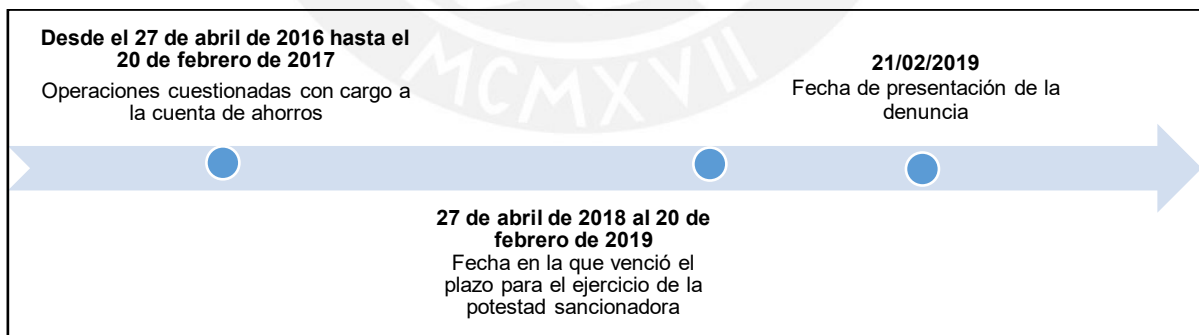 MCMXVII
Desde el 27 de abril de 2016 hasta el
20 de febrero de 2017
Operaciones cuestionadas con cargo a
la cuenta de ahorros
21/02/2019
Fecha de presentación de la
denuncia
27 de abril de 2018 al 20 de
febrero de 2019
Fecha en la que venció el
plazo para el ejercicio de la
potestad sancionadora